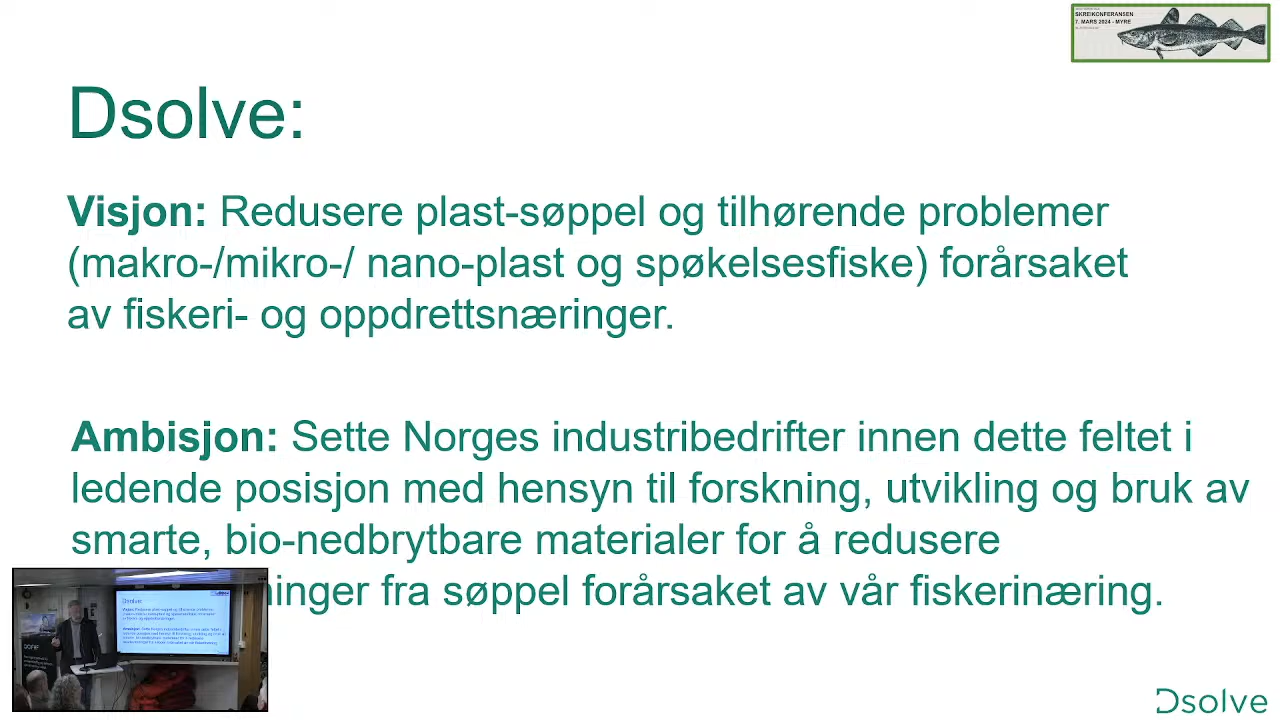 SKREIKONFERANSEN
7. MARS 2024 - MYRE
Dsolve:
Visjon: Redusere plast-søppel og tilhørende problemer
(makro-/mikro-/ nano-plast og spøkelsesfiske) forårsaket
av fiskeri- og oppdrettsnæringer.
Ambisjon: Sette Norges industribedrifter innen dette feltet i
ledende posisjon med hensyn til forskning, utvikling og bruk av
smarte, bio-nedbrytbare materialer for å redusere
ninger fra søppel forårsaket av vår fiskerinæring.
Dsolve:
Dsolve